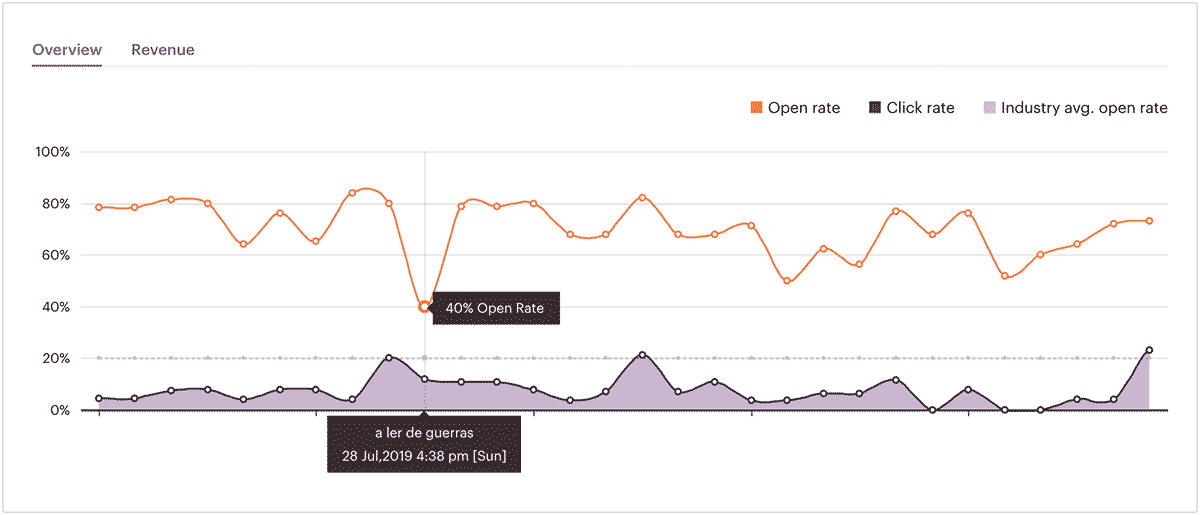 Overview Revenue
Open rate Click rate Industry avg. open rate
100%
80%
60%
40%
40% Open Rate
20%
0%
a ler de guerras
28 Jul,2019 4:38 pm [Sun]